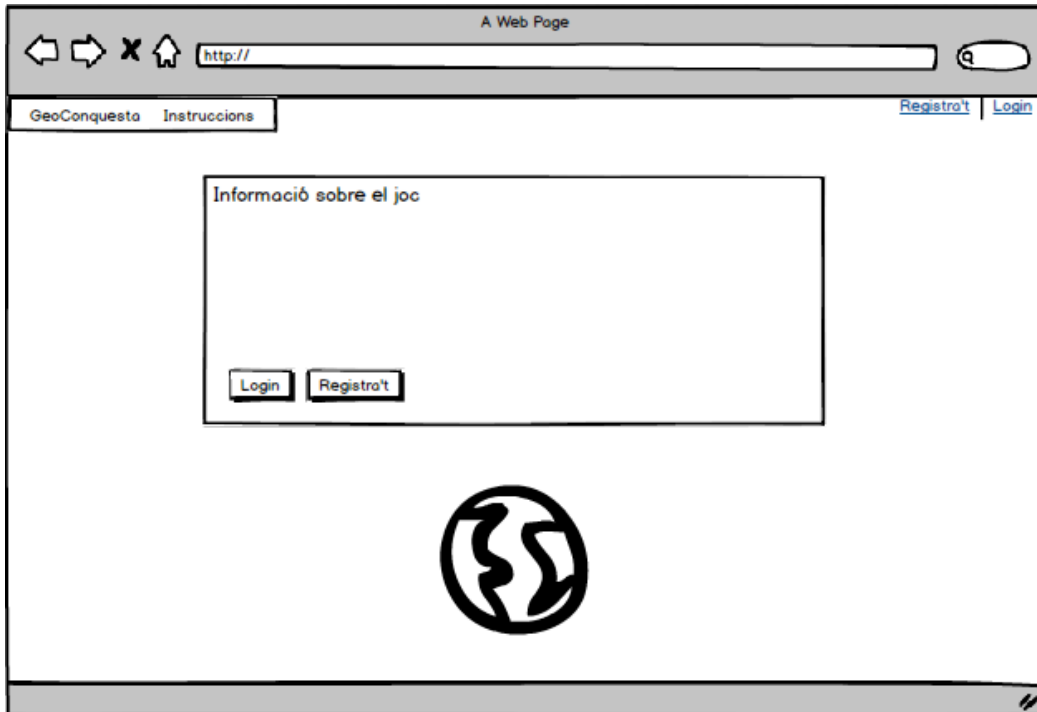 A Web Page
http://
GeoConquesta Instruccions
Registra't Login
Informació sobre el joc
Login Registra't